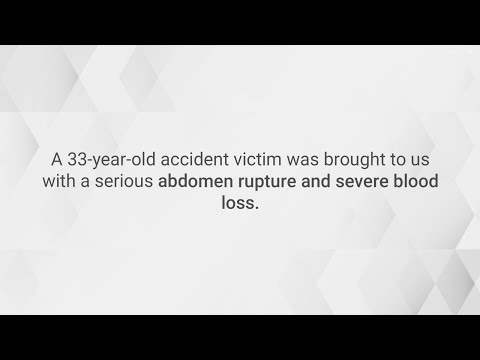 A 33-year-old accident victim was brought to us
with a serious abdomen rupture and severe blood
loss.